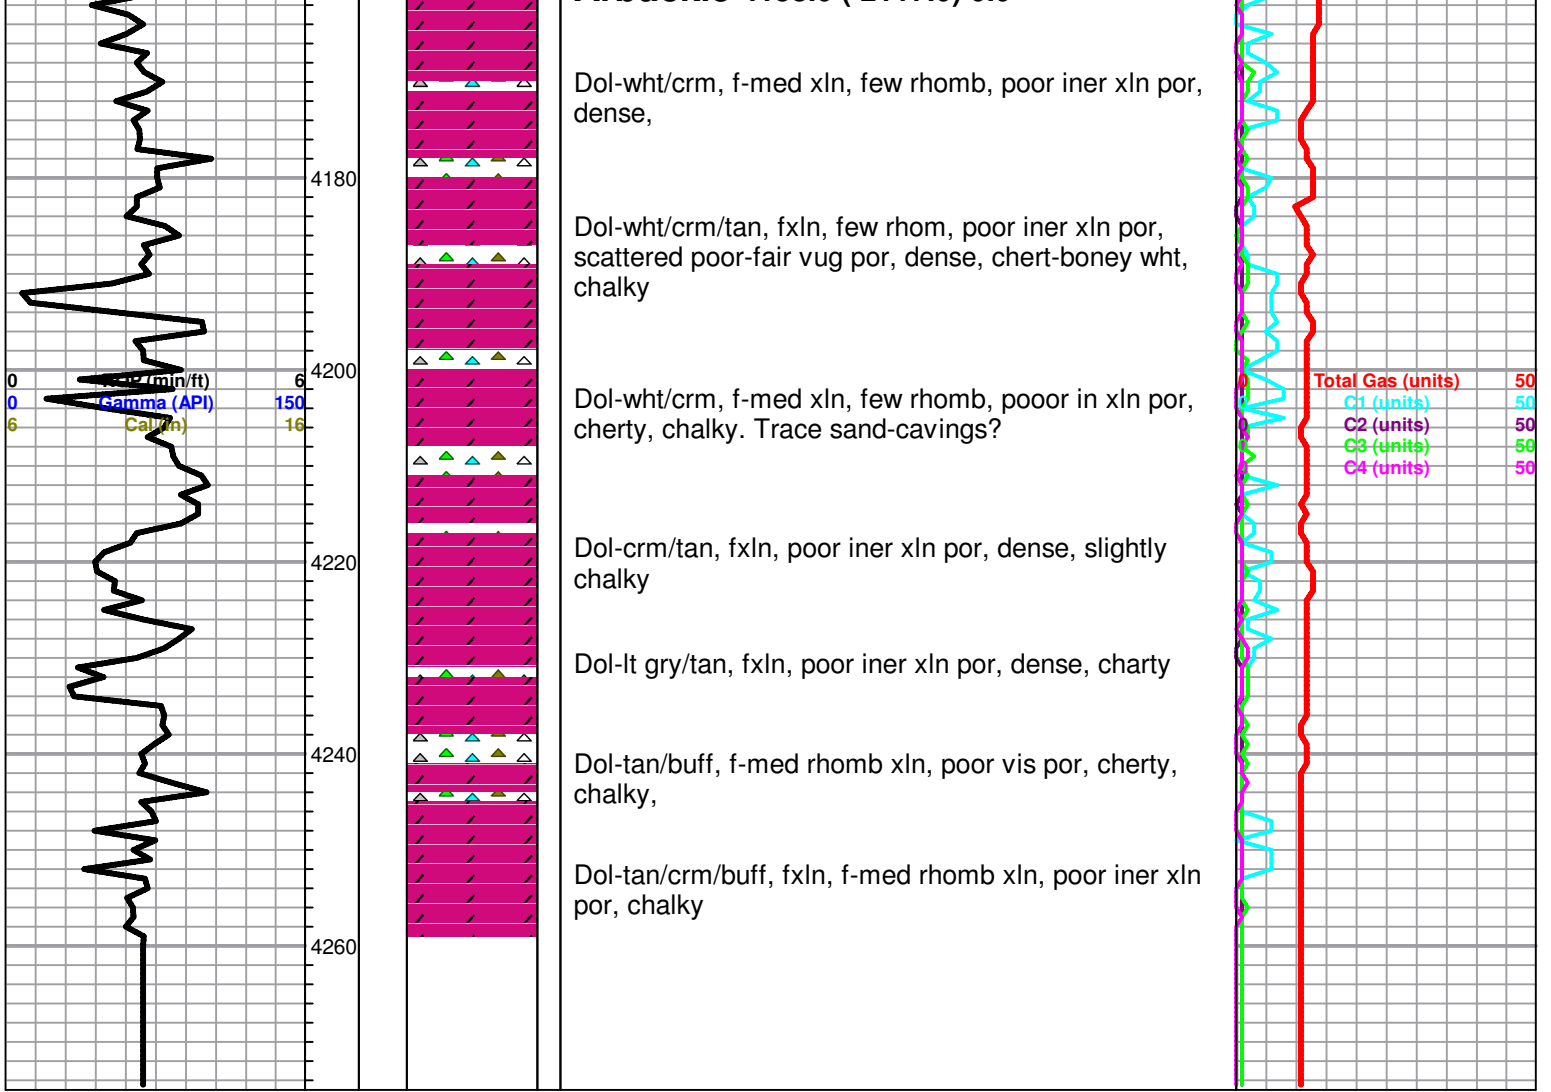 Dol-wht/crm, f-med xln, few rhomb, poor iner xln por,
dense,
4180
Dol-wht/crm/tan, fxln, few rhom, poor iner xln por,
scattered poor-fair vug por, dense, chert-boney wht,
chalky
4200
0 (min/ft) 6
0 Gamma (API) 150
6 Cal (in) 16
Total Gas (units) 50
C1 (units) 50
C2 (units) 50
C3 (units) 50
C4 (units) 50
Dol-wht/crm, f-med xln, few rhomb, pooor in xln por,
cherty, chalky. Trace sand-cavings?
Dol-crm/tan, fxln, poor iner xln por, dense, slightly
chalky
4220
Dol-lt gry/tan, fxln, poor iner xln por, dense, charty
4240
Dol-tan/buff, f-med rhomb xln, poor vis por, cherty,
chalky,
Dol-tan/crm/buff, fxln, f-med rhomb xln, poor iner xln
por, chalky
4260